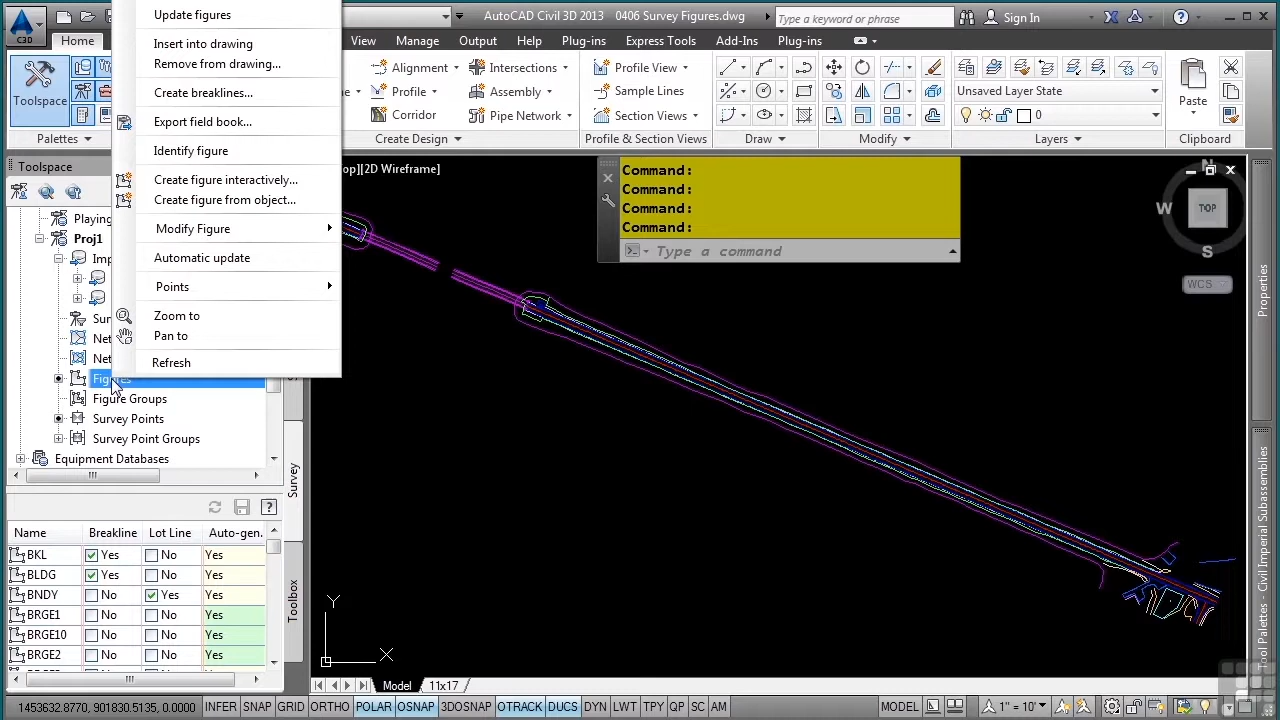 AutoCAD Civil 3D 2013 0406 Survey Figures.dwg
Type a keyword or phrase
Sign In
C3D
Home
View
Manage
Output
Help
Plug-ins
Express Tools
Add-Ins
Plug-ins
Toolspace
Palettes
Alignment
Profile
Corridor
Intersections
Assembly
Pipe Network
Create Design
Profile View
Sample Lines
Section Views
Profile & Section Views
Draw
Modify
Unsaved Layer State
0
Layers
Paste
Clipboard
Update figures
Insert into drawing
Remove from drawing...
Create breaklines...
Export field book...
Identify figure
Create figure interactively...
Create figure from object...
Modify Figure
Automatic update
Points
Zoom to
Pan to
Refresh
Toolspace
Playing
Proj1
Imp
Sur
Net
Net
Figures
Figure Groups
Survey Points
Survey Point Groups
Equipment Databases
Survey
Toolbox
Name Breakline Lot Line Auto-gen.
BKL Yes No Yes
BLDG Yes No Yes
BNDY No Yes Yes
BRGE1 No No Yes
BRGE10 No No Yes
BRGE2 No No Yes
op][2D Wireframe]
Command:
Command:
Command:
Command:
Type a command
N
W
TOP
S
WCS
Properties
Tool Palettes - Civil Imperial Subassemblies
Y
X
Model
11x17
1453632.8770, 901830.5135, 0.0000 INFER SNAP GRID ORTHO POLAR OSNAP 3DOSNAP OTRACK DUCS DYN LWT TPY QP SC AM MODEL 1" = 10'